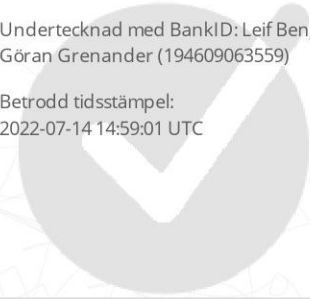 Undertecknad med BankID: Leif Ben
Göran Grenander (194609063559)
Betrodd tidsstämpel:
2022-07-14 14:59:01 UTC